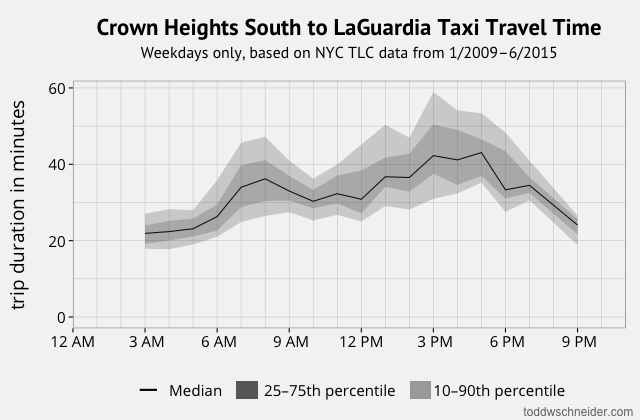 Crown Heights South to LaGuardia Taxi Travel Time
Weekdays only, based on NYC TLC data from 1/2009–6/2015
trip duration in minutes
60
40
20
0
12 AM 3 AM 6 AM 9 AM 12 PM 3 PM 6 PM 9 PM
Median 25–75th percentile 10–90th percentile
toddwschneider.com